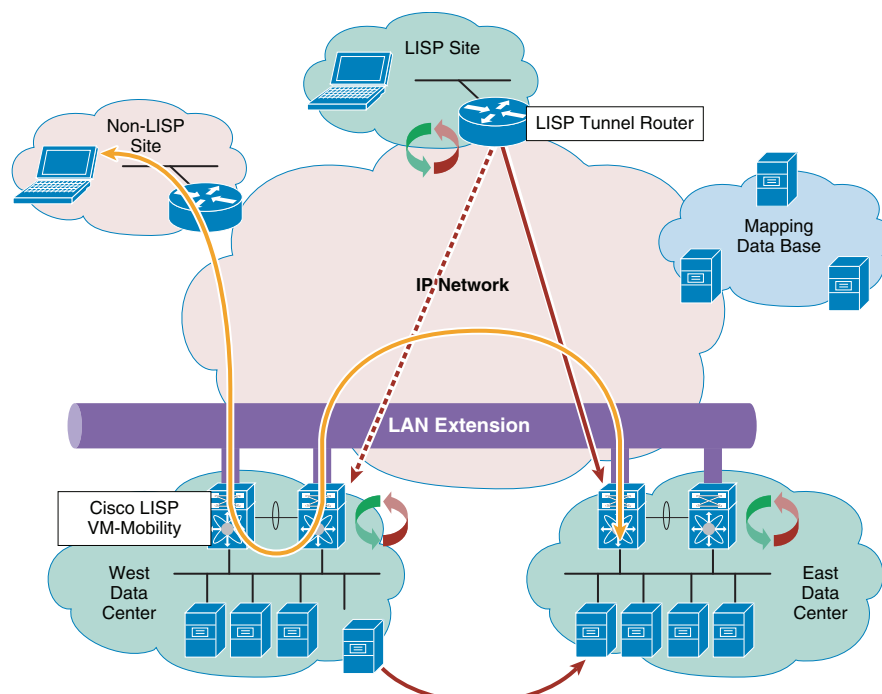 LISP Site
LISP Tunnel Router
Non-LISP
Site
Mapping
Data Base
IP Network
LAN Extension
Cisco LISP
VM-Mobility
West
Data
Center
East
Data
Center